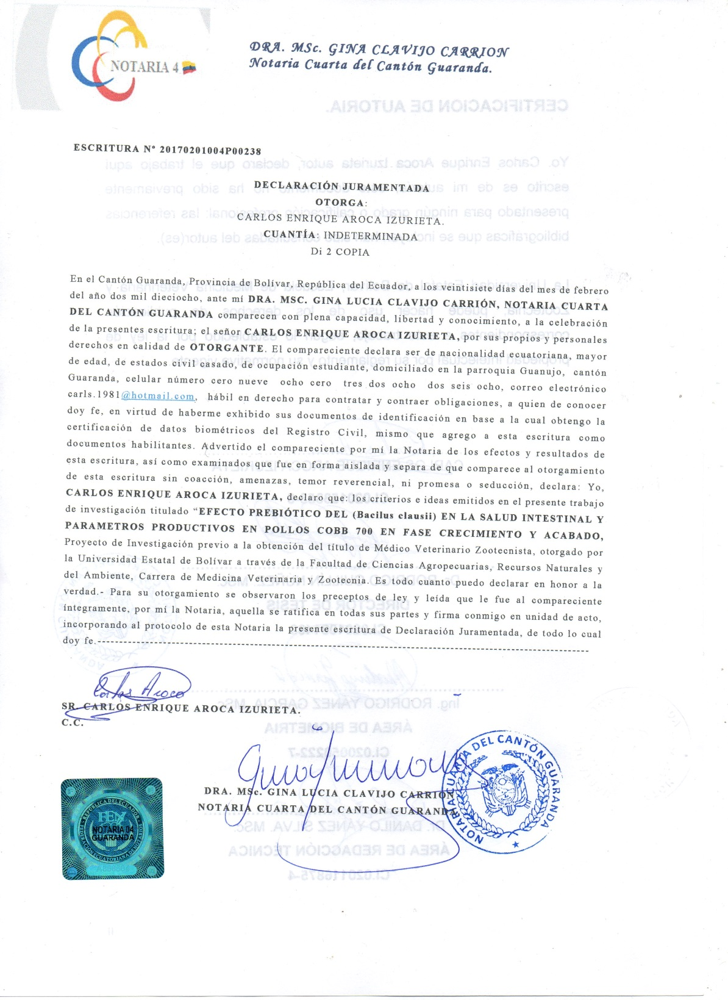 NOTARIA 4
DRA. MSc. GINA CLAVIJO CARRION
Notaria Cuarta del Cantón Guaranda.
CERTIFICACION DE AUTORIA.
ESCRITURA Nº 20170201004P00238
DECLARACIÓN JURAMENTADA
OTORGA:
CARLOS ENRIQUE AROCA IZURIETA.
CUANTÍA: INDETERMINADA
Di 2 COPIA
En el Cantón Guaranda, Provincia de Bolívar, República del Ecuador, a los veintisiete días del mes de febrero
del año dos mil dieciocho, ante mí DRA. MSC. GINA LUCIA CLAVIJO CARRIÓN, NOTARIA CUARTA
DEL CANTÓN GUARANDA comparecen con plena capacidad, libertad y conocimiento, a la celebración
de la presentes escritura; el señor CARLOS ENRIQUE AROCA IZURIETA, por sus propios y personales
derechos en calidad de OTORGANTE. El compareciente declara ser de nacionalidad ecuatoriana, mayor
de edad, de estados civil casado, de ocupación estudiante, domiciliado en la parroquia Guanujo, cantón
Guaranda, celular número cero nueve ocho cero tres dos ocho dos seis ocho, correo electrónico
carls.1981@hotmail.com, hábil en derecho para contratar y contraer obligaciones, a quien de conocer
doy fe, en virtud de haberme exhibido sus documentos de identificación en base a la cual obtengo la
certificación de datos biométricos del Registro Civil, mismo que agrego a esta escritura como
documentos habilitantes. Advertido el compareciente por mí la Notaria de los efectos y resultados de
esta escritura, así como examinados que fue en forma aislada y separa de que comparece al otorgamiento
de esta escritura sin coacción, amenazas, temor reverencial, ni promesa o seducción, declara: Yo,
CARLOS ENRIQUE AROCA IZURIETA, declaro que: los criterios e ideas emitidos en el presente trabajo
de investigación titulado "EFECTO PREBIÓTICO DEL (Bacilus clausii) EN LA SALUD INTESTINAL Y
PARAMETROS PRODUCTIVOS EN POLLOS COBB 700 EN FASE CRECIMIENTO Y ACABADO,
Proyecto de Investigación previo a la obtención del título de Médico Veterinario Zootecnista, otorgado por
la Universidad Estatal de Bolívar a través de la Facultad de Ciencias Agropecuarias, Recursos Naturales y
del Ambiente, Carrera de Medicina Veterinaria y Zootecnia. Es todo cuanto puedo declarar en honor a la
verdad.- Para su otorgamiento se observaron los preceptos de ley y leída que le fue al compareciente
íntegramente, por mí la Notaria, aquella se ratifica en todas sus partes y firma conmigo en unidad de acto,
incorporando al protocolo de esta Notaria la presente escritura de Declaración Juramentada, de todo lo cual
doy fe.------------------------------------------------------------
Carlos Aroca
SR. CARLOS ENRIQUE AROCA IZURIETA.
C.C.
DRA. MSc. GINA LUCIA CLAVIJO CARRIÓN
NOTARIA CUARTA DEL CANTÓN GUARANDA
NOTARIA CUARTA DEL CANTÓN GUARANDA
REPÚBLICA DEL ECUADOR
FEN
NOTARIA 04
GUARANDA
FEDERACIÓN ECUATORIANA DE NOTARIOS